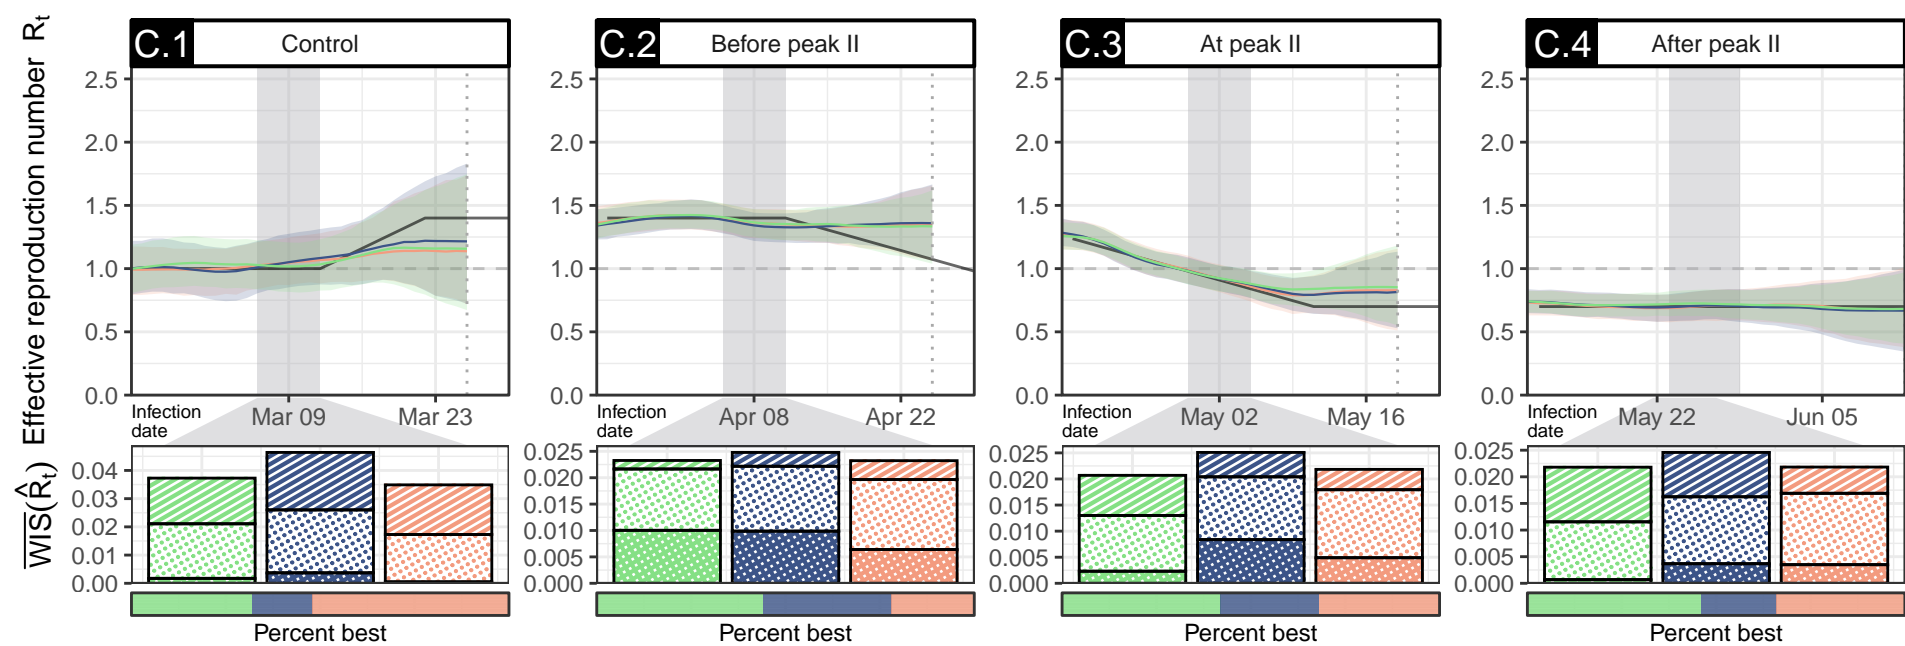 Effective reproduction number Rt
WIS(R̂t)
C.1 Control
2.5
2.0
1.5
1.0
0.5
0.0
Infection
date
Mar 09 Mar 23
0.04
0.03
0.02
0.01
0.00
Percent best
C.2 Before peak II
2.5
2.0
1.5
1.0
0.5
0.0
Infection
date
Apr 08 Apr 22
0.025
0.020
0.015
0.010
0.005
0.000
Percent best
C.3 At peak II
2.5
2.0
1.5
1.0
0.5
0.0
Infection
date
May 02 May 16
0.025
0.020
0.015
0.010
0.005
0.000
Percent best
C.4 After peak II
2.5
2.0
1.5
1.0
0.5
0.0
Infection
date
May 22 Jun 05
0.025
0.020
0.015
0.010
0.005
0.000
Percent best